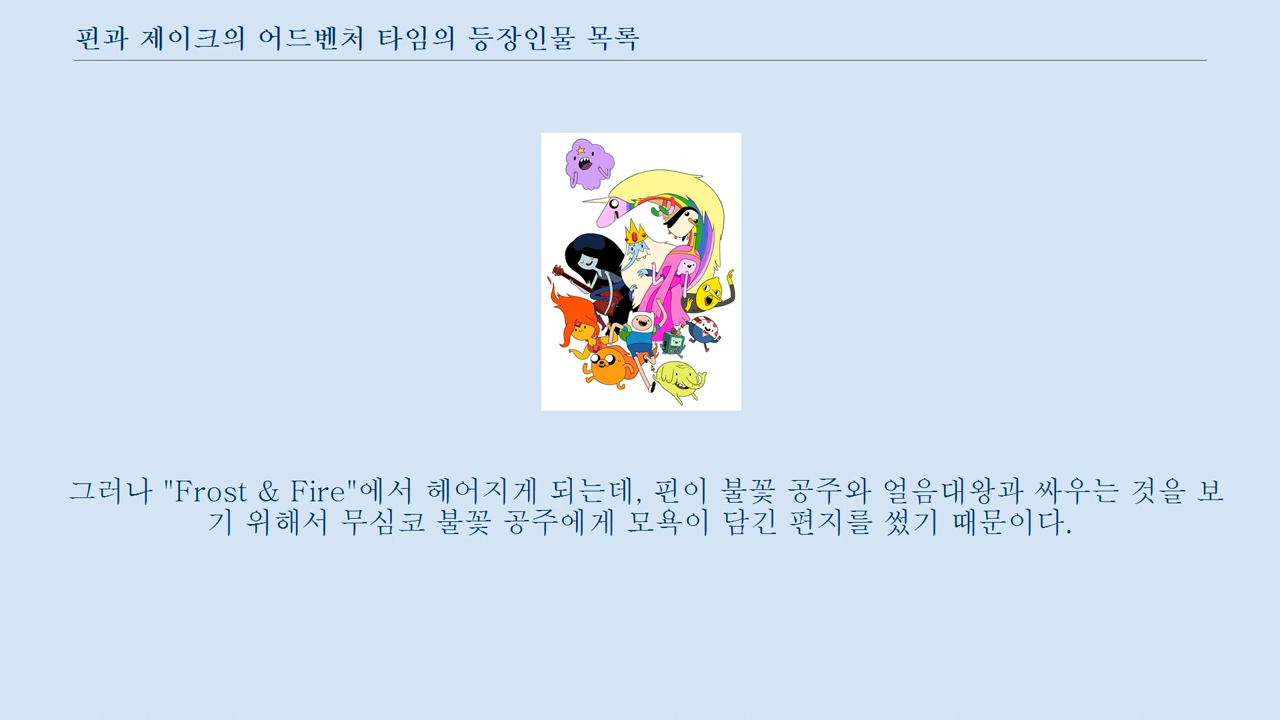 핀과 제이크의 어드벤처 타임의 등장인물 목록
그러나 "Frost & Fire"에서 헤어지게 되는데, 핀이 불꽃 공주와 얼음대왕과 싸우는 것을 보
기 위해서 무심코 불꽃 공주에게 모욕이 담긴 편지를 썼기 때문이다.